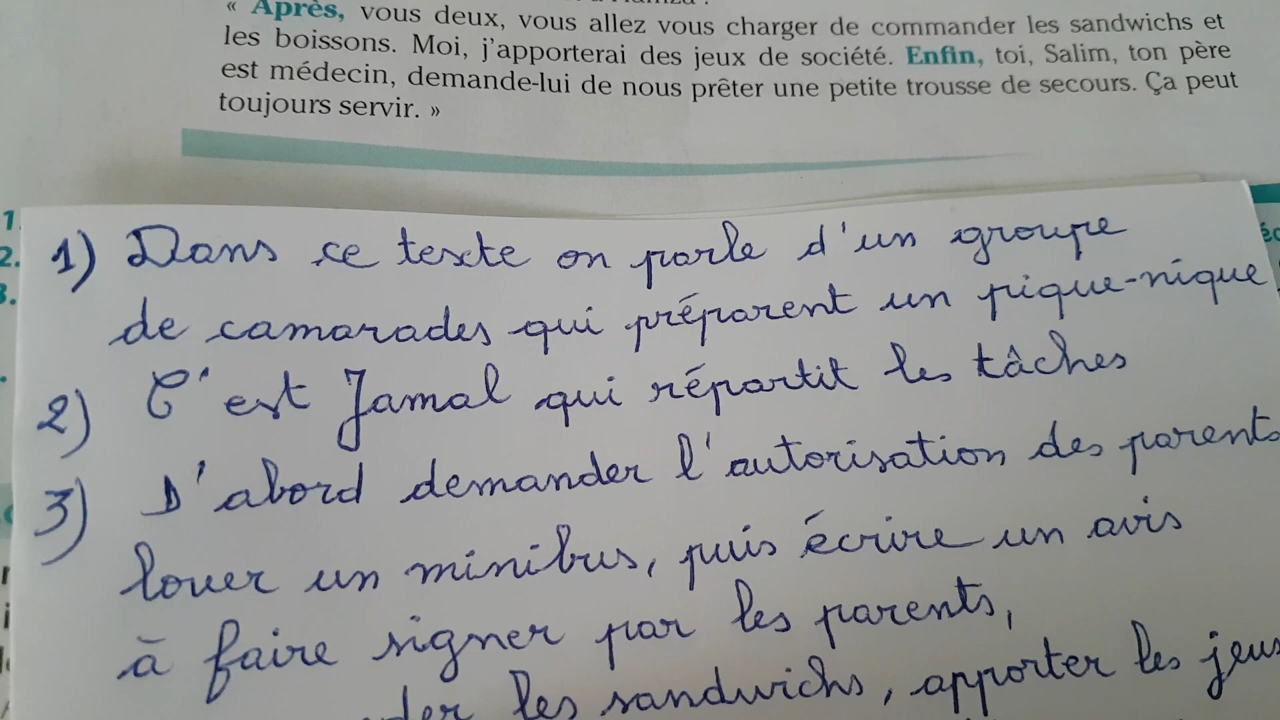 « Après, vous deux, vous allez vous charger de commander les sandwichs et
les boissons. Moi, j'apporterai des jeux de société. Enfin, toi, Salim, ton père
est médecin, demande-lui de nous prêter une petite trousse de secours. Ça peut
toujours servir. »
1.
2.
3.
1) Dans ce texte on parle d'un groupe
de camarades qui préparent un pique-nique
2) C'est Jamal qui répartit les tâches
3) D'abord demander l'autorisation des parents
louer un minibus, puis écrire un avis
à faire signer par les parents,
les sandwichs, apporter les jeux